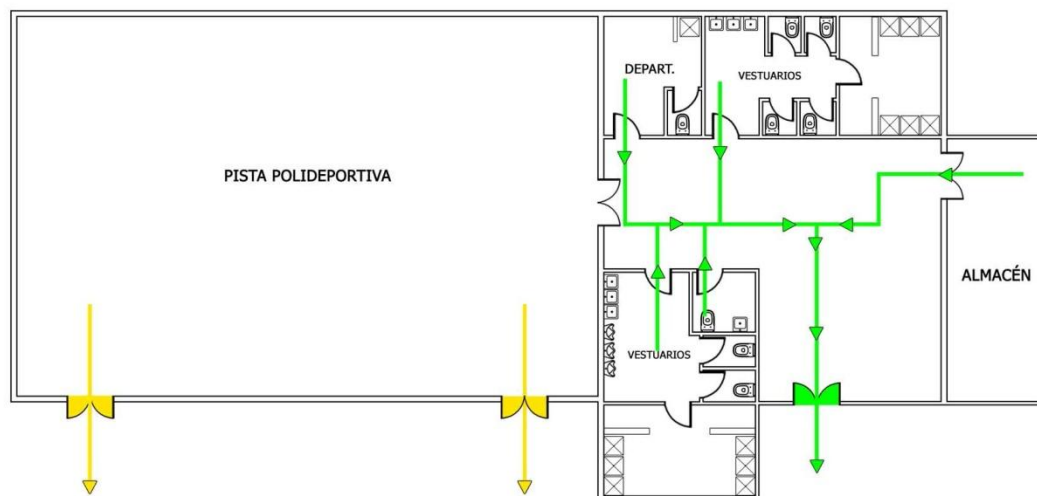 DEPART.
VESTUARIOS
PISTA POLIDEPORTIVA
ALMACÉN
VESTUARIOS